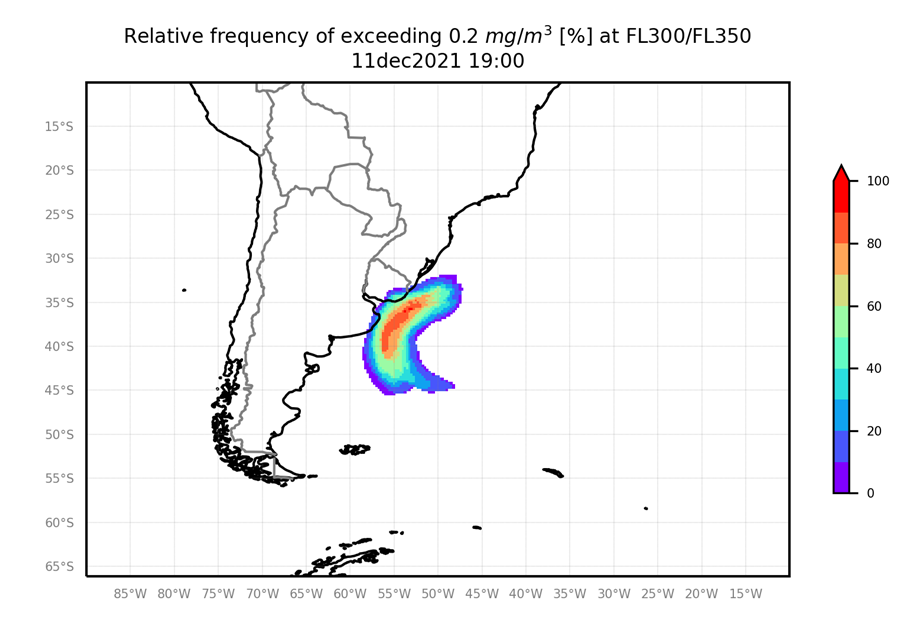 Relative frequency of exceeding 0.2 mg/m³ [%] at FL300/FL350
11dec2021 19:00
15°S
20°S
25°S
30°S
35°S
40°S
45°S
50°S
55°S
60°S
65°S
85°W 80°W 75°W 70°W 65°W 60°W 55°W 50°W 45°W 40°W 35°W 30°W 25°W 20°W 15°W
100
80
60
40
20
0